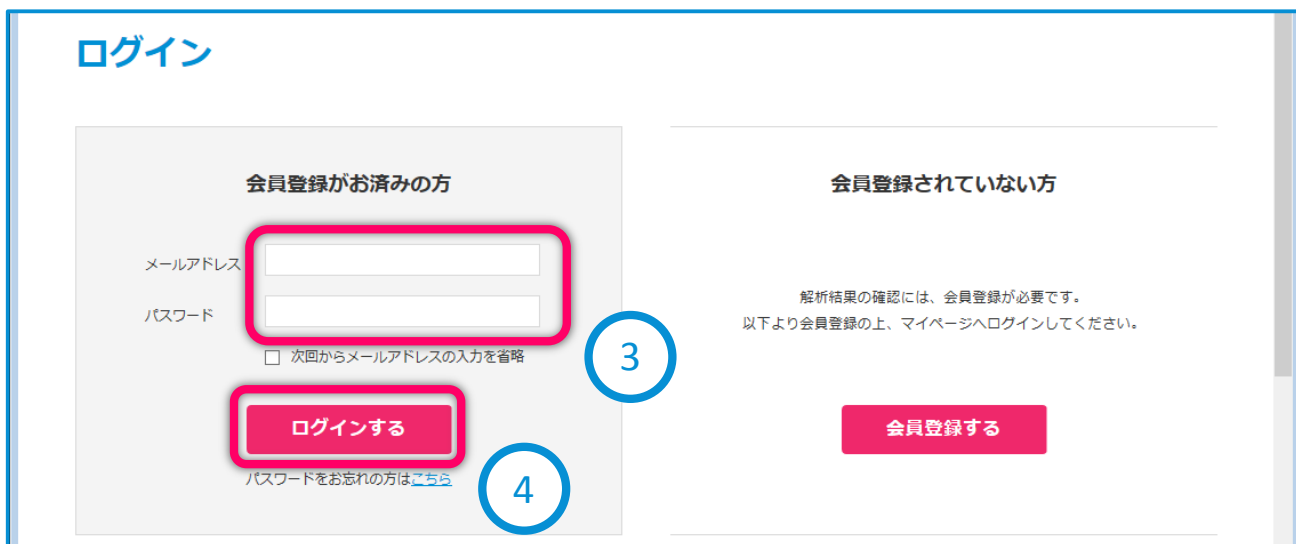 ログイン
会員登録がお済みの方
メールアドレス
パスワード
次回からメールアドレスの入力を省略
3
ログインする
パスワードをお忘れの方はこちら
4
会員登録されていない方
解析結果の確認には、会員登録が必要です。
以下より会員登録の上、マイページへログインしてください。
会員登録する